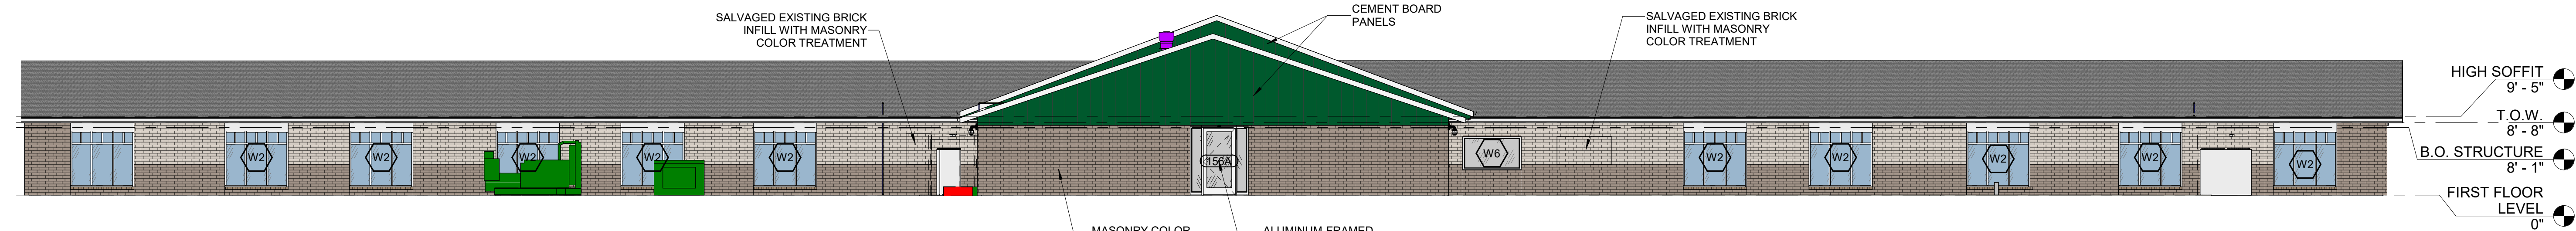 SALVAGED EXISTING BRICK
INFILL WITH MASONRY
COLOR TREATMENT
CEMENT BOARD
PANELS
SALVAGED EXISTING BRICK
INFILL WITH MASONRY
COLOR TREATMENT
HIGH SOFFIT
9' - 5"
T.O.W.
8' - 8"
B.O. STRUCTURE
8' - 1"
FIRST FLOOR
LEVEL
0"
W2
W2
W2
W2
W2
156A
W6
W2
W2
W2
W2
W2
MASONRY COLOR
ALUMINUM FRAMED